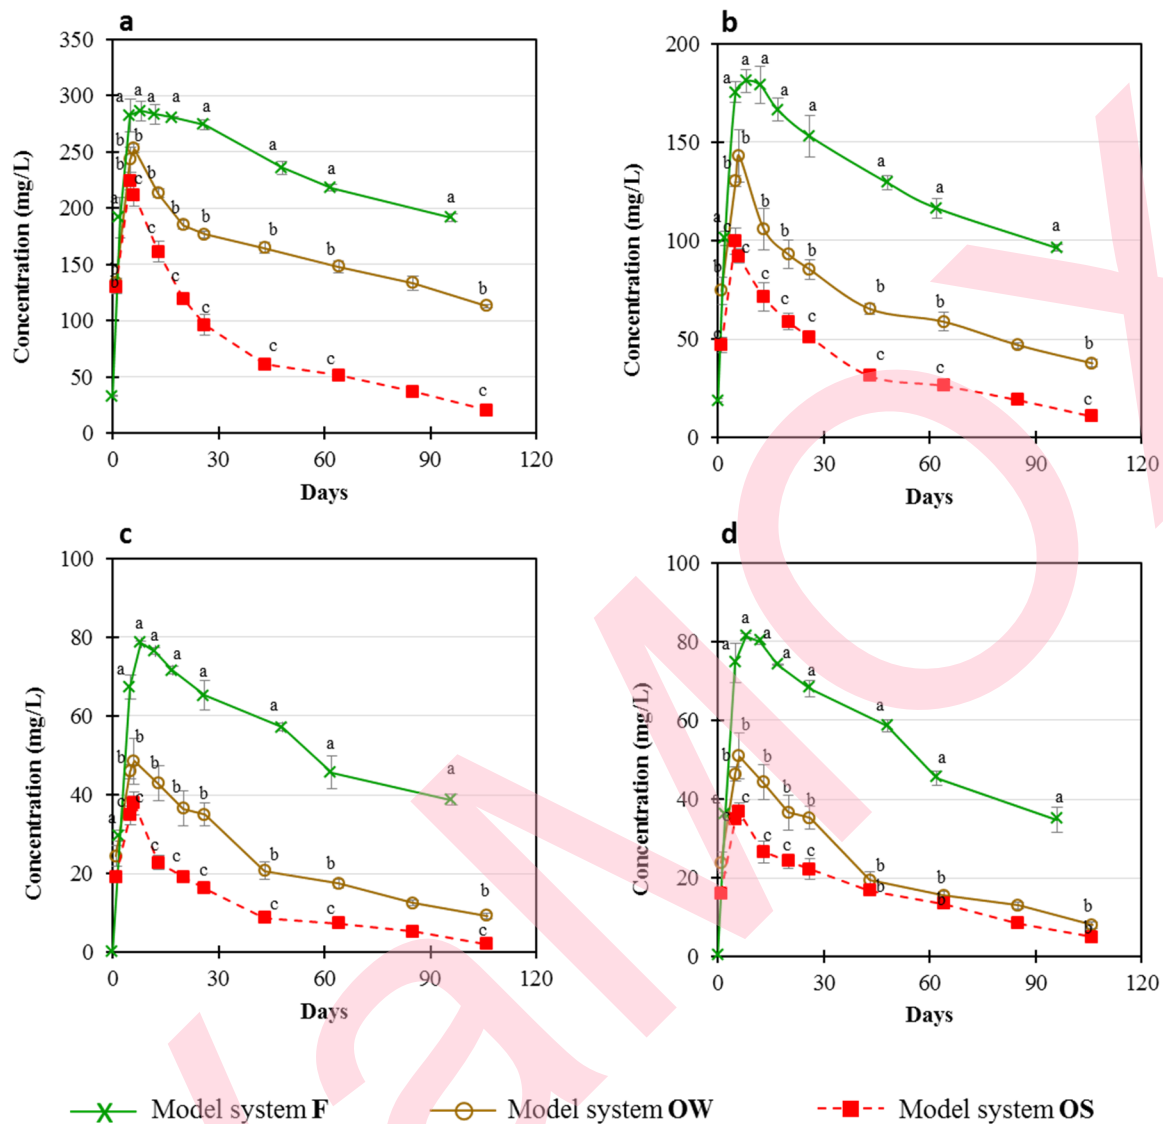 a
b
350
300
250
200
150
100
50
0
Concentration (mg/L)
0 30 60 90 120
Days
a a a a a a a a a
b b b b b b b b b
c c c c c c c
200
150
100
50
0
Concentration (mg/L)
0 30 60 90 120
Days
a a a a a a a a a
b b b b b b b b b
c c c c c c c c c
c
d
100
80
60
40
20
0
Concentration (mg/L)
0 30 60 90 120
Days
a a a a a a a a a
b b b b b b b b
c c c c c c c c
100
80
60
40
20
0
Concentration (mg/L)
0 30 60 90 120
Days
a a a a a a a a
b b b b b b b b
c c c b b b
Model system F
Model system OW
Model system OS